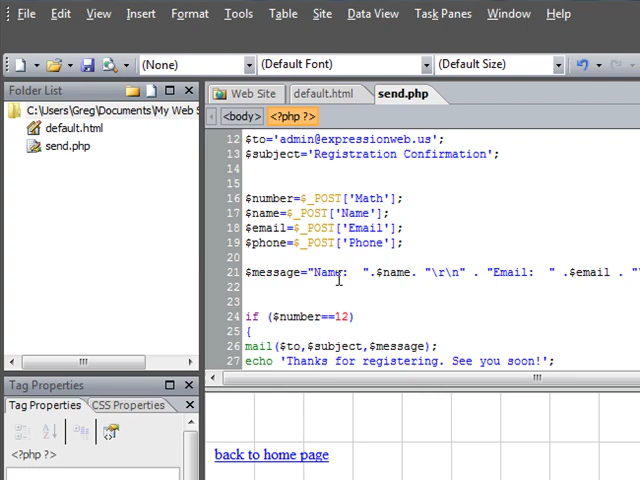 File Edit View Insert Format Tools Table Site Data View Task Panes Window Help
(None) (Default Font) (Default Size)
Folder List
C:\Users\Greg\Documents\My Web S
default.html
send.php
Web Site default.html send.php
<body> <?php ?>
12 $to='admin@expressionweb.us';
13 $subject='Registration Confirmation';
14
15
16 $number=$_POST['Math'];
17 $name=$_POST['Name'];
18 $email=$_POST['Email'];
19 $phone=$_POST['Phone'];
20
21 $message="Name:  ".$name. "\r\n" . "Email:  " .$email . "\
22
23
24 if ($number==12)
25 {
26 mail($to,$subject,$message);
27 echo 'Thanks for registering. See you soon!';
Tag Properties
Tag Properties CSS Properties
<?php ?>
back to home page